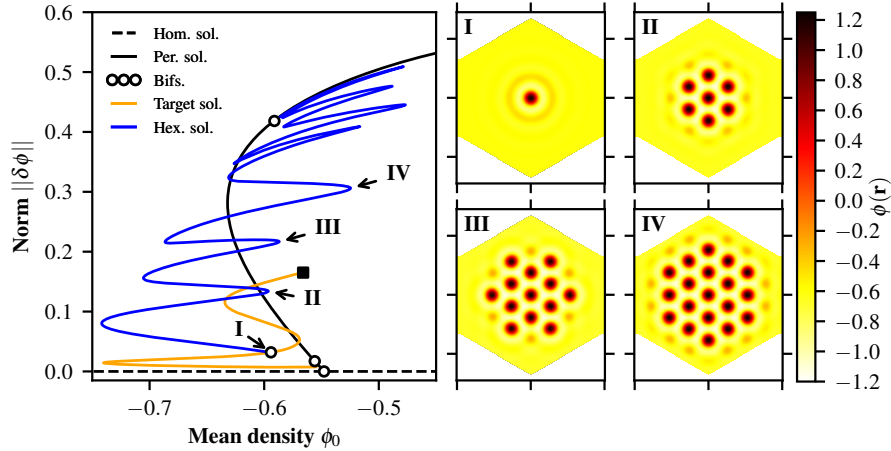 0.6
0.5
0.4
0.3
0.2
0.1
0.0
Norm ||δϕ||
−0.7
−0.6
−0.5
Mean density ϕ₀
Hom. sol.
Per. sol.
Bifs.
Target sol.
Hex. sol.
IV
III
II
I
I
II
III
IV
1.2
1.0
0.8
0.6
0.4
0.2
0.0
−0.2
−0.4
−0.6
−0.8
−1.0
−1.2
ϕ(r)